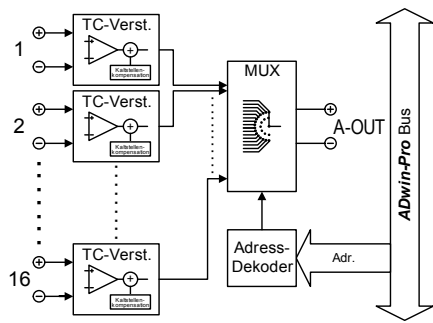 TC-Verst.
1
Kaltstellen-
kompensation
MUX
TC-Verst.
2
Kaltstellen-
kompensation
A-OUT
ADwin-Pro Bus
TC-Verst.
16
Kaltstellen-
kompensation
Adress-
Dekoder
Adr.